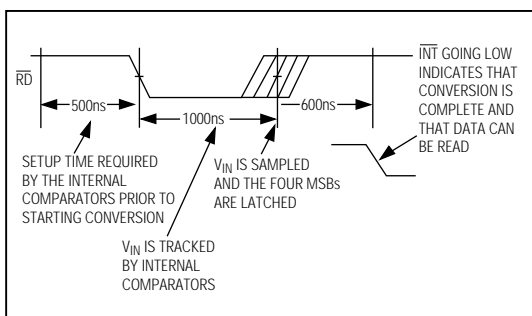 RD
500ns
1000ns
600ns
INT GOING LOW
INDICATES THAT
CONVERSION IS
COMPLETE AND
THAT DATA CAN
BE READ
SETUP TIME REQUIRED
BY THE INTERNAL
COMPARATORS PRIOR TO
STARTING CONVERSION
VIN IS SAMPLED
AND THE FOUR MSBs
ARE LATCHED
VIN IS TRACKED
BY INTERNAL
COMPARATORS